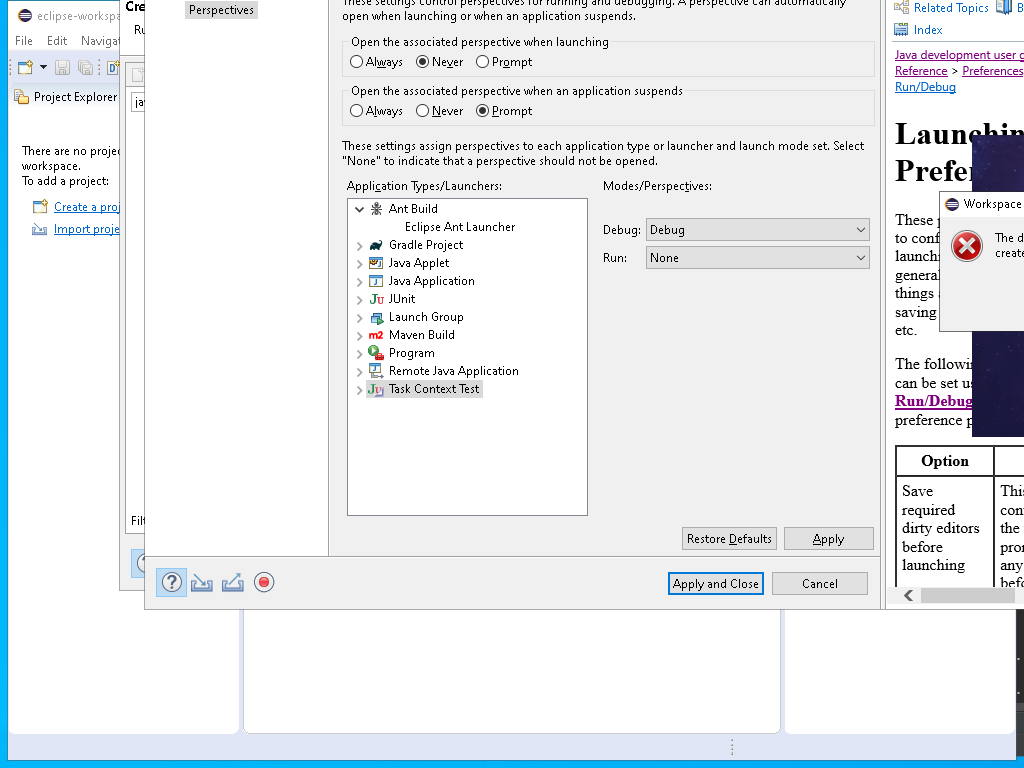 eclipse-workspa
File Edit Navigat
Project Explorer
There are no proje
workspace.
To add a project:
Create a proj
Import proje
Cre
Ru
ja
Filt
Perspectives
These settings control perspectives for running and debugging. A perspective can automatically
open when launching or when an application suspends.
Open the associated perspective when launching
Always Never Prompt
Open the associated perspective when an application suspends
Always Never Prompt
These settings assign perspectives to each application type or launcher and launch mode set. Select
"None" to indicate that a perspective should not be opened.
Application Types/Launchers:
Ant Build
Eclipse Ant Launcher
Gradle Project
Java Applet
Java Application
JUnit
Launch Group
Maven Build
Program
Remote Java Application
Task Context Test
Modes/Perspectives:
Debug: Debug
Run: None
Restore Defaults Apply
Apply and Close Cancel
Related Topics B
Index
Java development user g
Reference > Preferences
Run/Debug
Launchin
Prefer
These p
to conf
launchi
general
things a
saving
etc.
The followin
can be set us
Run/Debug
preference p
Option
Save
required
dirty editors
before
launching
This
con
the
pro
any
befo
Workspace
The d
create